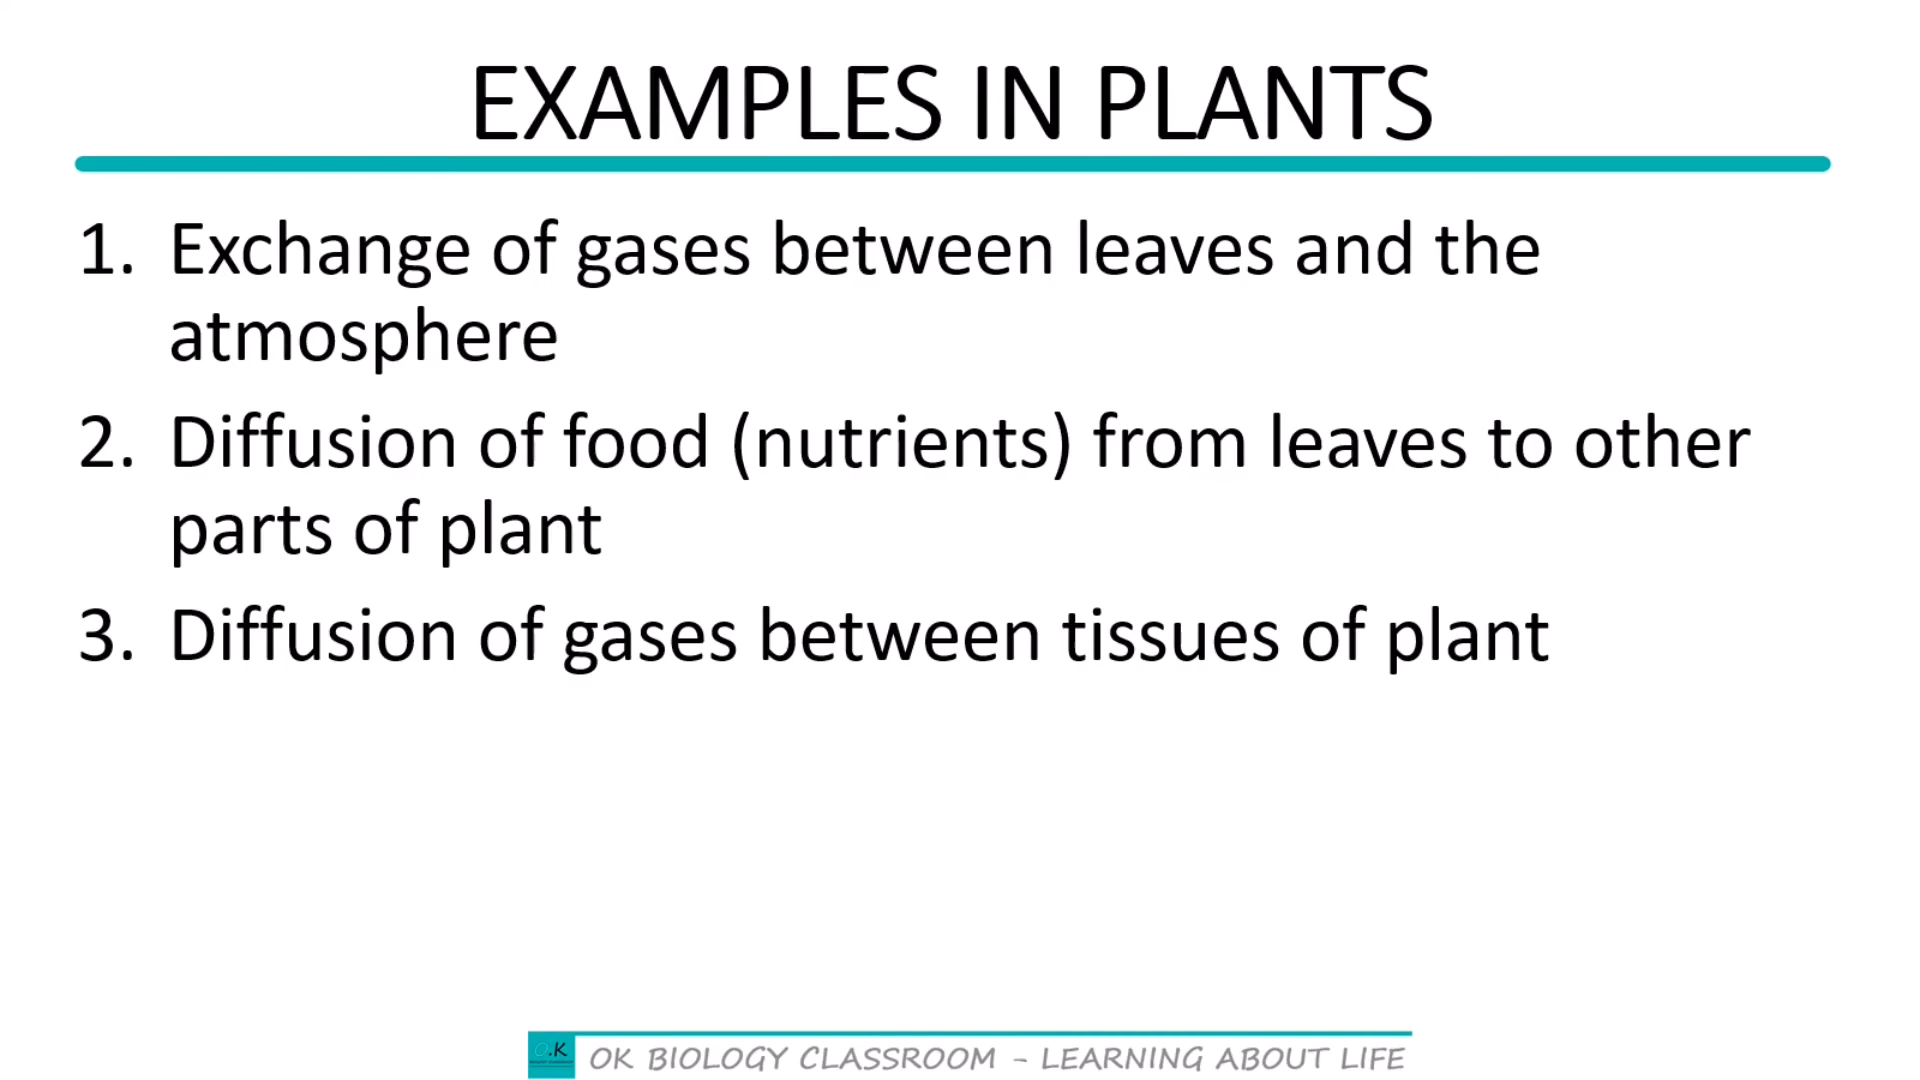 EXAMPLES IN PLANTS
1. Exchange of gases between leaves and the
atmosphere
2. Diffusion of food (nutrients) from leaves to other
parts of plant
3. Diffusion of gases between tissues of plant
O.K
OK BIOLOGY CLASSROOM - LEARNING ABOUT LIFE